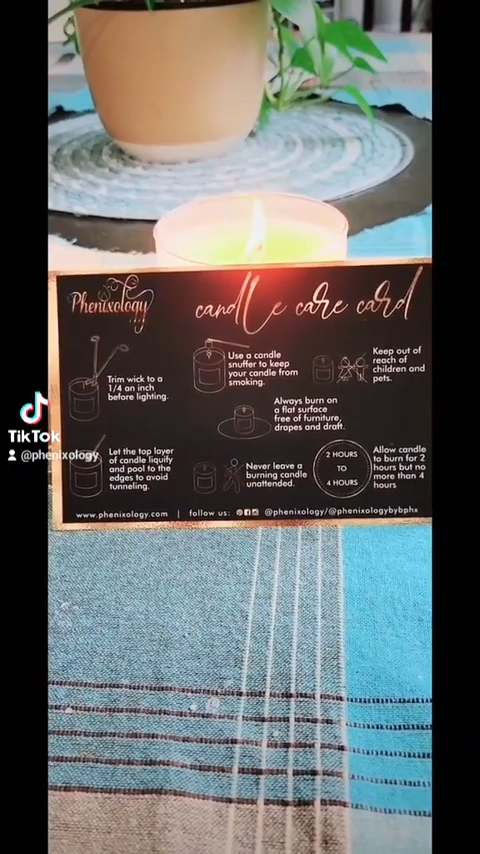 Phenixology
candle care card
Use a candle
snuffer to keep
your candle from
smoking.
Keep out of
reach of
children and
pets.
Trim wick to a
1/4 an inch
before lighting.
Always burn on
a flat surface
free of furniture,
drapes and draft.
Let the top layer
of candle liquify
and pool to the
edges to avoid
tunneling.
Never leave a
burning candle
unattended.
2 HOURS
TO
4 HOURS
Allow candle
to burn for 2
hours but no
more than 4
hours
www.phenixology.com | follow us: @phenixology/@phenixologybybphx
TikTok
@phenixology